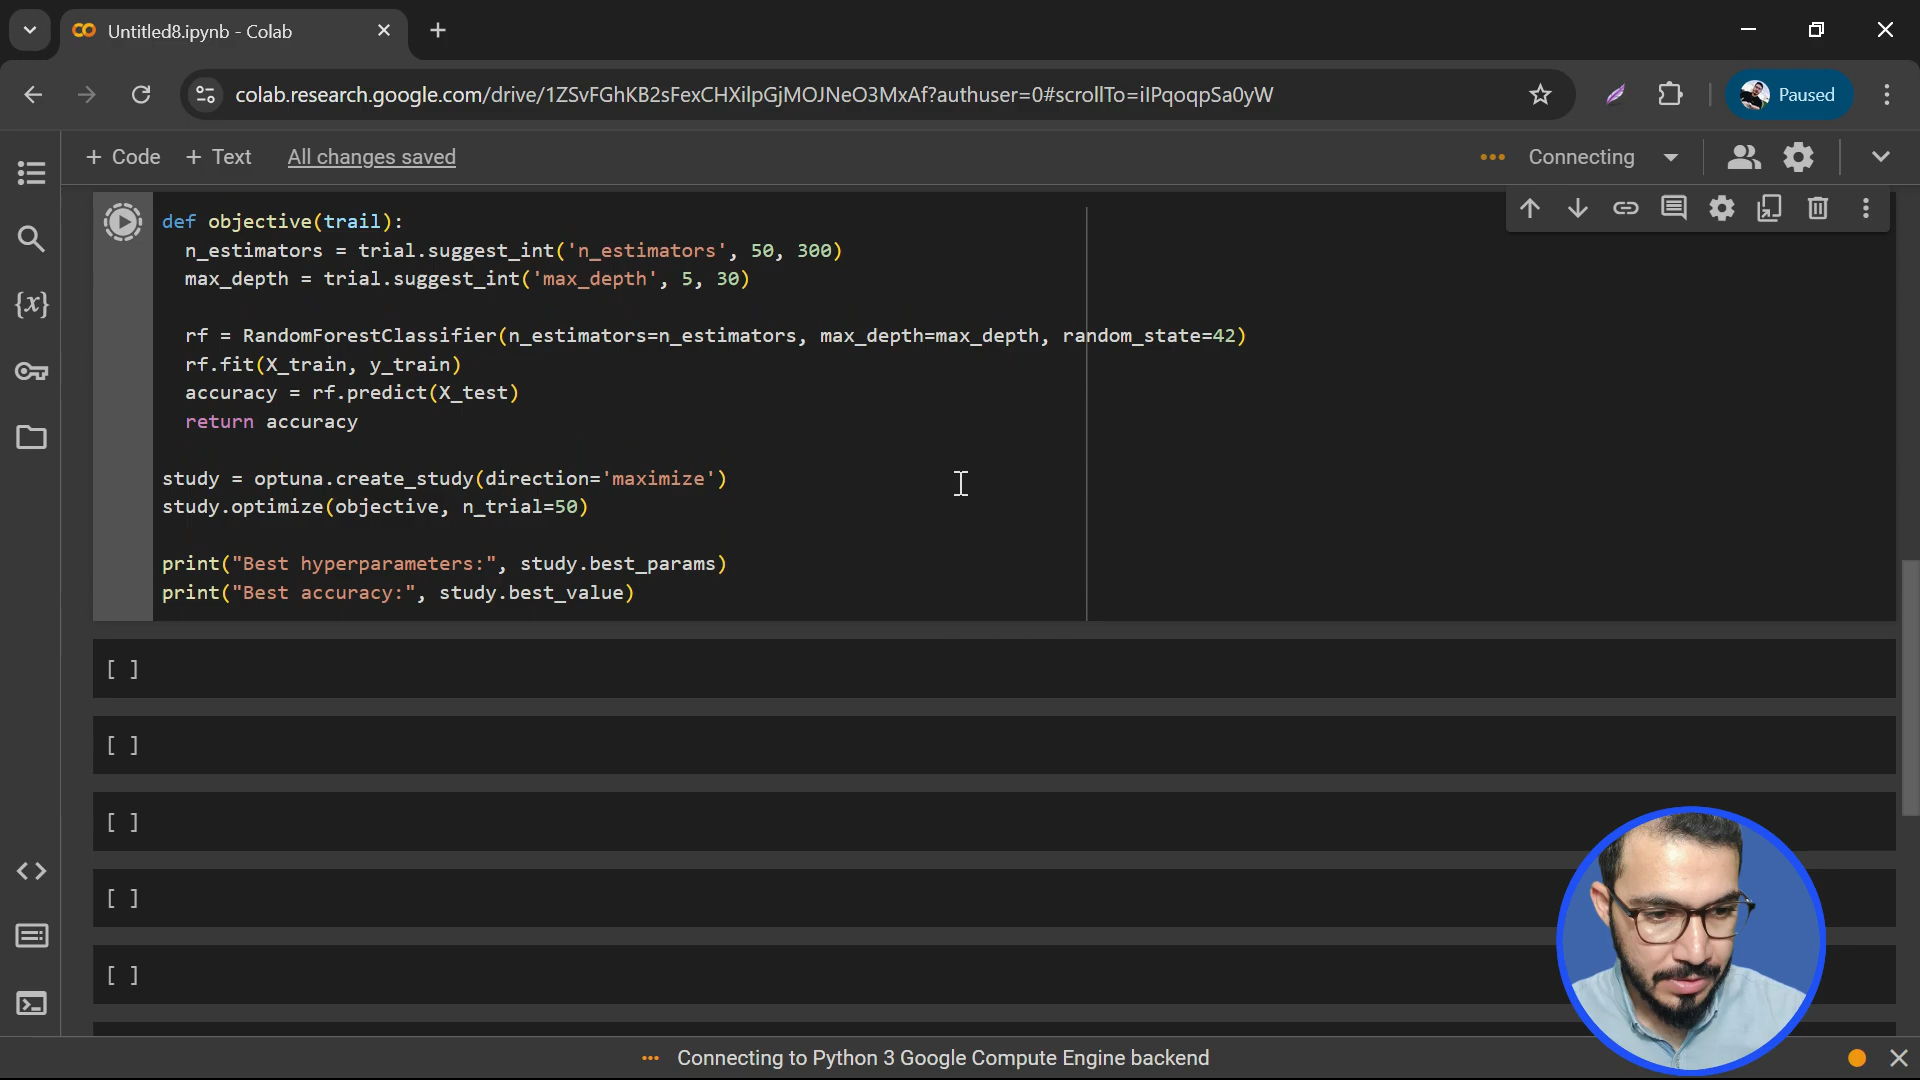 Untitled8.ipynb - Colab
colab.research.google.com/drive/1ZSvFGhKB2sFexCHXilpGjMOJNeO3MxAf?authuser=0#scrollTo=iIPqoqpSa0yW
Paused
+ Code + Text All changes saved
Connecting
def objective(trail):
  n_estimators = trial.suggest_int('n_estimators', 50, 300)
  max_depth = trial.suggest_int('max_depth', 5, 30)
  rf = RandomForestClassifier(n_estimators=n_estimators, max_depth=max_depth, random_state=42)
  rf.fit(X_train, y_train)
  accuracy = rf.predict(X_test)
  return accuracy
study = optuna.create_study(direction='maximize')
study.optimize(objective, n_trial=50)
print("Best hyperparameters:", study.best_params)
print("Best accuracy:", study.best_value)
[ ]
[ ]
[ ]
[ ]
[ ]
Connecting to Python 3 Google Compute Engine backend